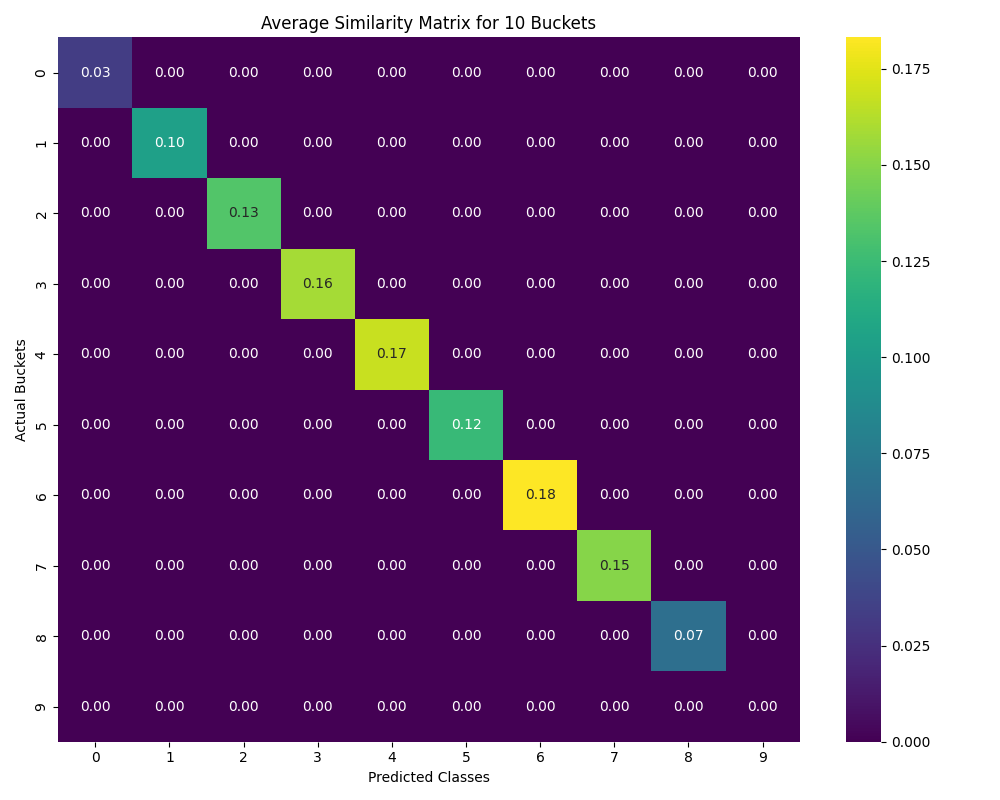 Average Similarity Matrix for 10 Buckets
0 0.03 0.00 0.00 0.00 0.00 0.00 0.00 0.00 0.00 0.00
1 0.00 0.10 0.00 0.00 0.00 0.00 0.00 0.00 0.00 0.00
2 0.00 0.00 0.13 0.00 0.00 0.00 0.00 0.00 0.00 0.00
3 0.00 0.00 0.00 0.16 0.00 0.00 0.00 0.00 0.00 0.00
4 0.00 0.00 0.00 0.00 0.17 0.00 0.00 0.00 0.00 0.00
5 0.00 0.00 0.00 0.00 0.00 0.12 0.00 0.00 0.00 0.00
6 0.00 0.00 0.00 0.00 0.00 0.00 0.18 0.00 0.00 0.00
7 0.00 0.00 0.00 0.00 0.00 0.00 0.00 0.15 0.00 0.00
8 0.00 0.00 0.00 0.00 0.00 0.00 0.00 0.00 0.07 0.00
9 0.00 0.00 0.00 0.00 0.00 0.00 0.00 0.00 0.00 0.00
0 1 2 3 4 5 6 7 8 9
Predicted Classes
Actual Buckets
0.175
0.150
0.125
0.100
0.075
0.050
0.025
0.000